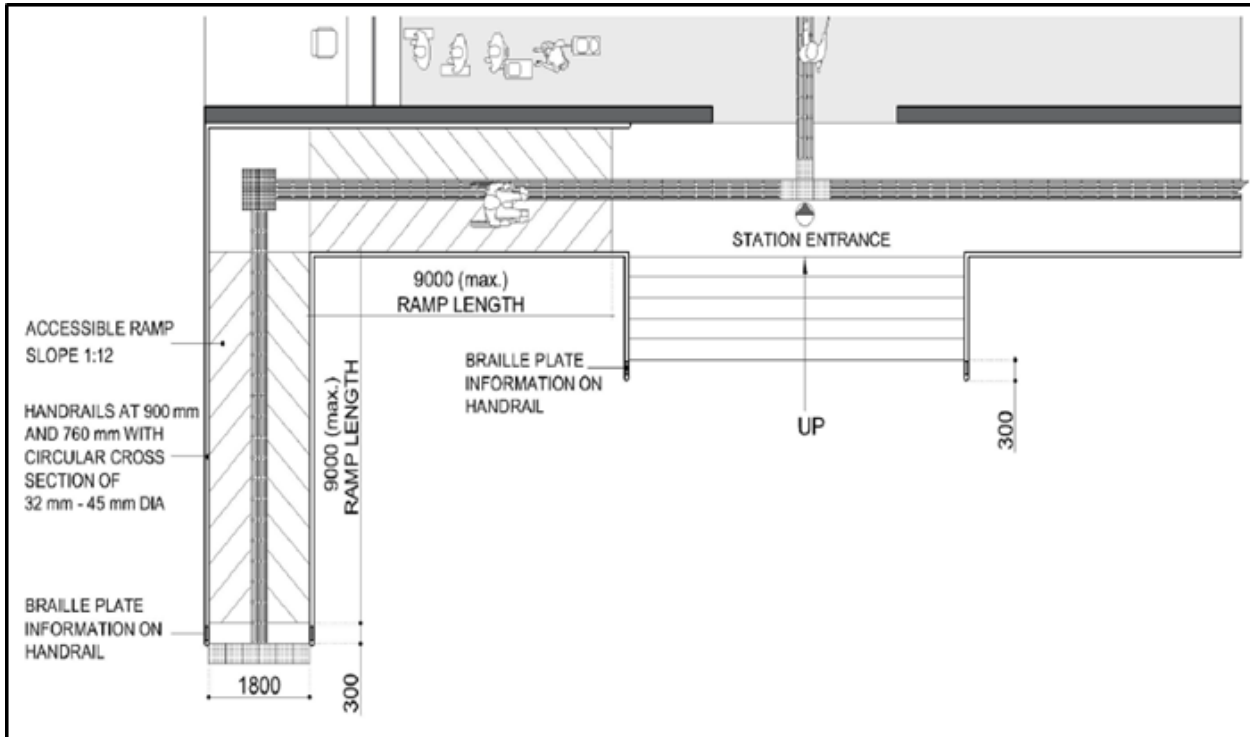 STATION ENTRANCE
9000 (max.)
RAMP LENGTH
ACCESSIBLE RAMP
SLOPE 1:12
HANDRAILS AT 900 mm
AND 760 mm WITH
CIRCULAR CROSS
SECTION OF
32 mm - 45 mm DIA
9000 (max.)
RAMP LENGTH
BRAILLE PLATE
INFORMATION ON
HANDRAIL
UP
300
BRAILLE PLATE
INFORMATION ON
HANDRAIL
1800
300